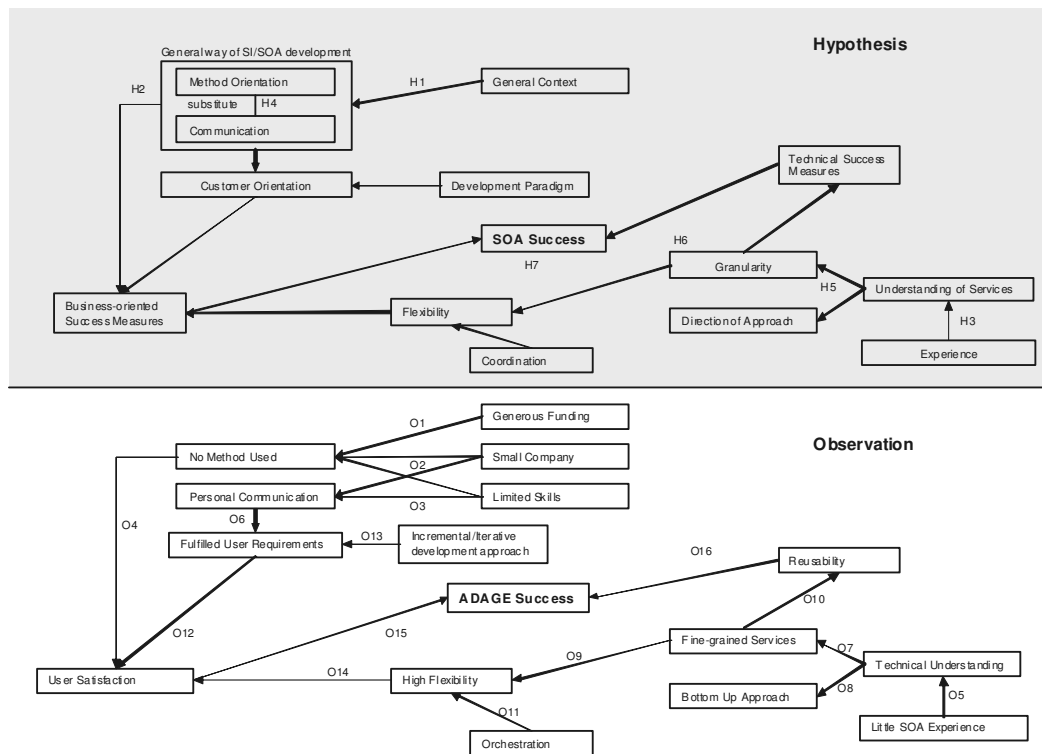 Hypothesis
General way of SI/SOA development
Method Orientation
H2
H1
General Context
substitute
H4
Communication
Technical Success
Measures
Customer Orientation
Development Paradigm
SOA Success
H6
H7
Granularity
H5
Understanding of Services
Business-oriented
Success Measures
Flexibility
Direction of Approach
H3
Coordination
Experience
Generous Funding
O1
Observation
No Method Used
O2
Small Company
Personal Communication
O3
Limited Skills
O4
O6
Fulfilled User Requirements
O13
Incremental/Iterative
development approach
O16
Reusability
ADAGE Success
O10
O12
O15
Fine-grained Services
O9
O7
Technical Understanding
User Satisfaction
O14
High Flexibility
Bottom Up Approach
O8
O5
O11
Orchestration
Little SOA Experience